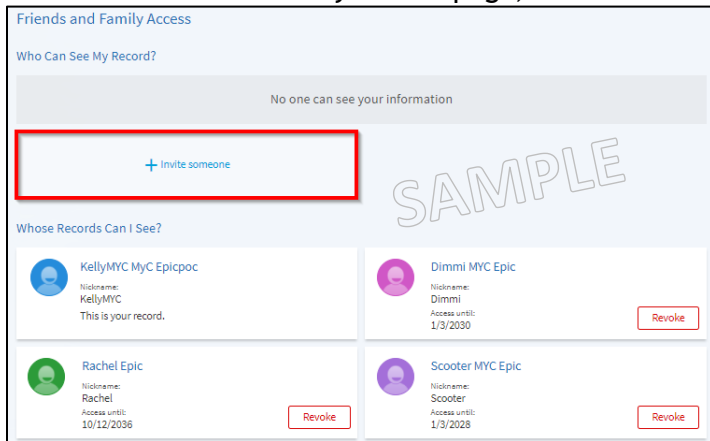 Friends and Family Access
Who Can See My Record?
No one can see your information
+ Invite someone
SAMPLE
Whose Records Can I See?
KellyMYC MyC Epicpoc
Nickname:
KellyMYC
This is your record.
Dimmi MYC Epic
Nickname:
Dimmi
Access until:
1/3/2030
Revoke
Rachel Epic
Nickname:
Rachel
Access until:
10/12/2036
Revoke
Scooter MYC Epic
Nickname:
Scooter
Access until:
1/3/2028
Revoke